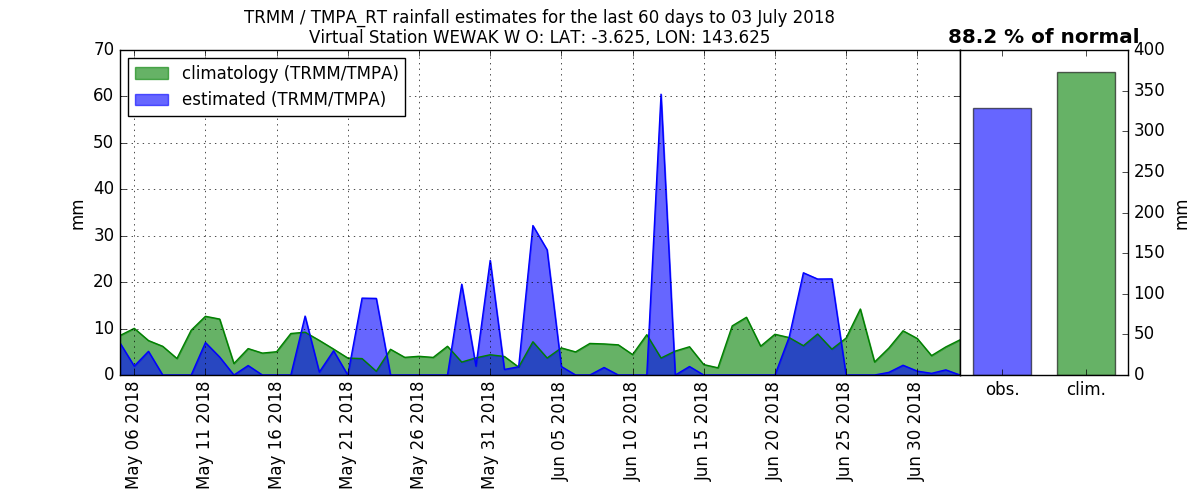 TRMM / TMPA_RT rainfall estimates for the last 60 days to 03 July 2018
Virtual Station WEWAK W O: LAT: -3.625, LON: 143.625
88.2 % of normal
climatology (TRMM/TMPA)
estimated (TRMM/TMPA)
mm
70
60
50
40
30
20
10
0
May 06 2018
May 11 2018
May 16 2018
May 21 2018
May 26 2018
May 31 2018
Jun 05 2018
Jun 10 2018
Jun 15 2018
Jun 20 2018
Jun 25 2018
Jun 30 2018
obs.
clim.
400
350
300
250
200
150
100
50
0
mm